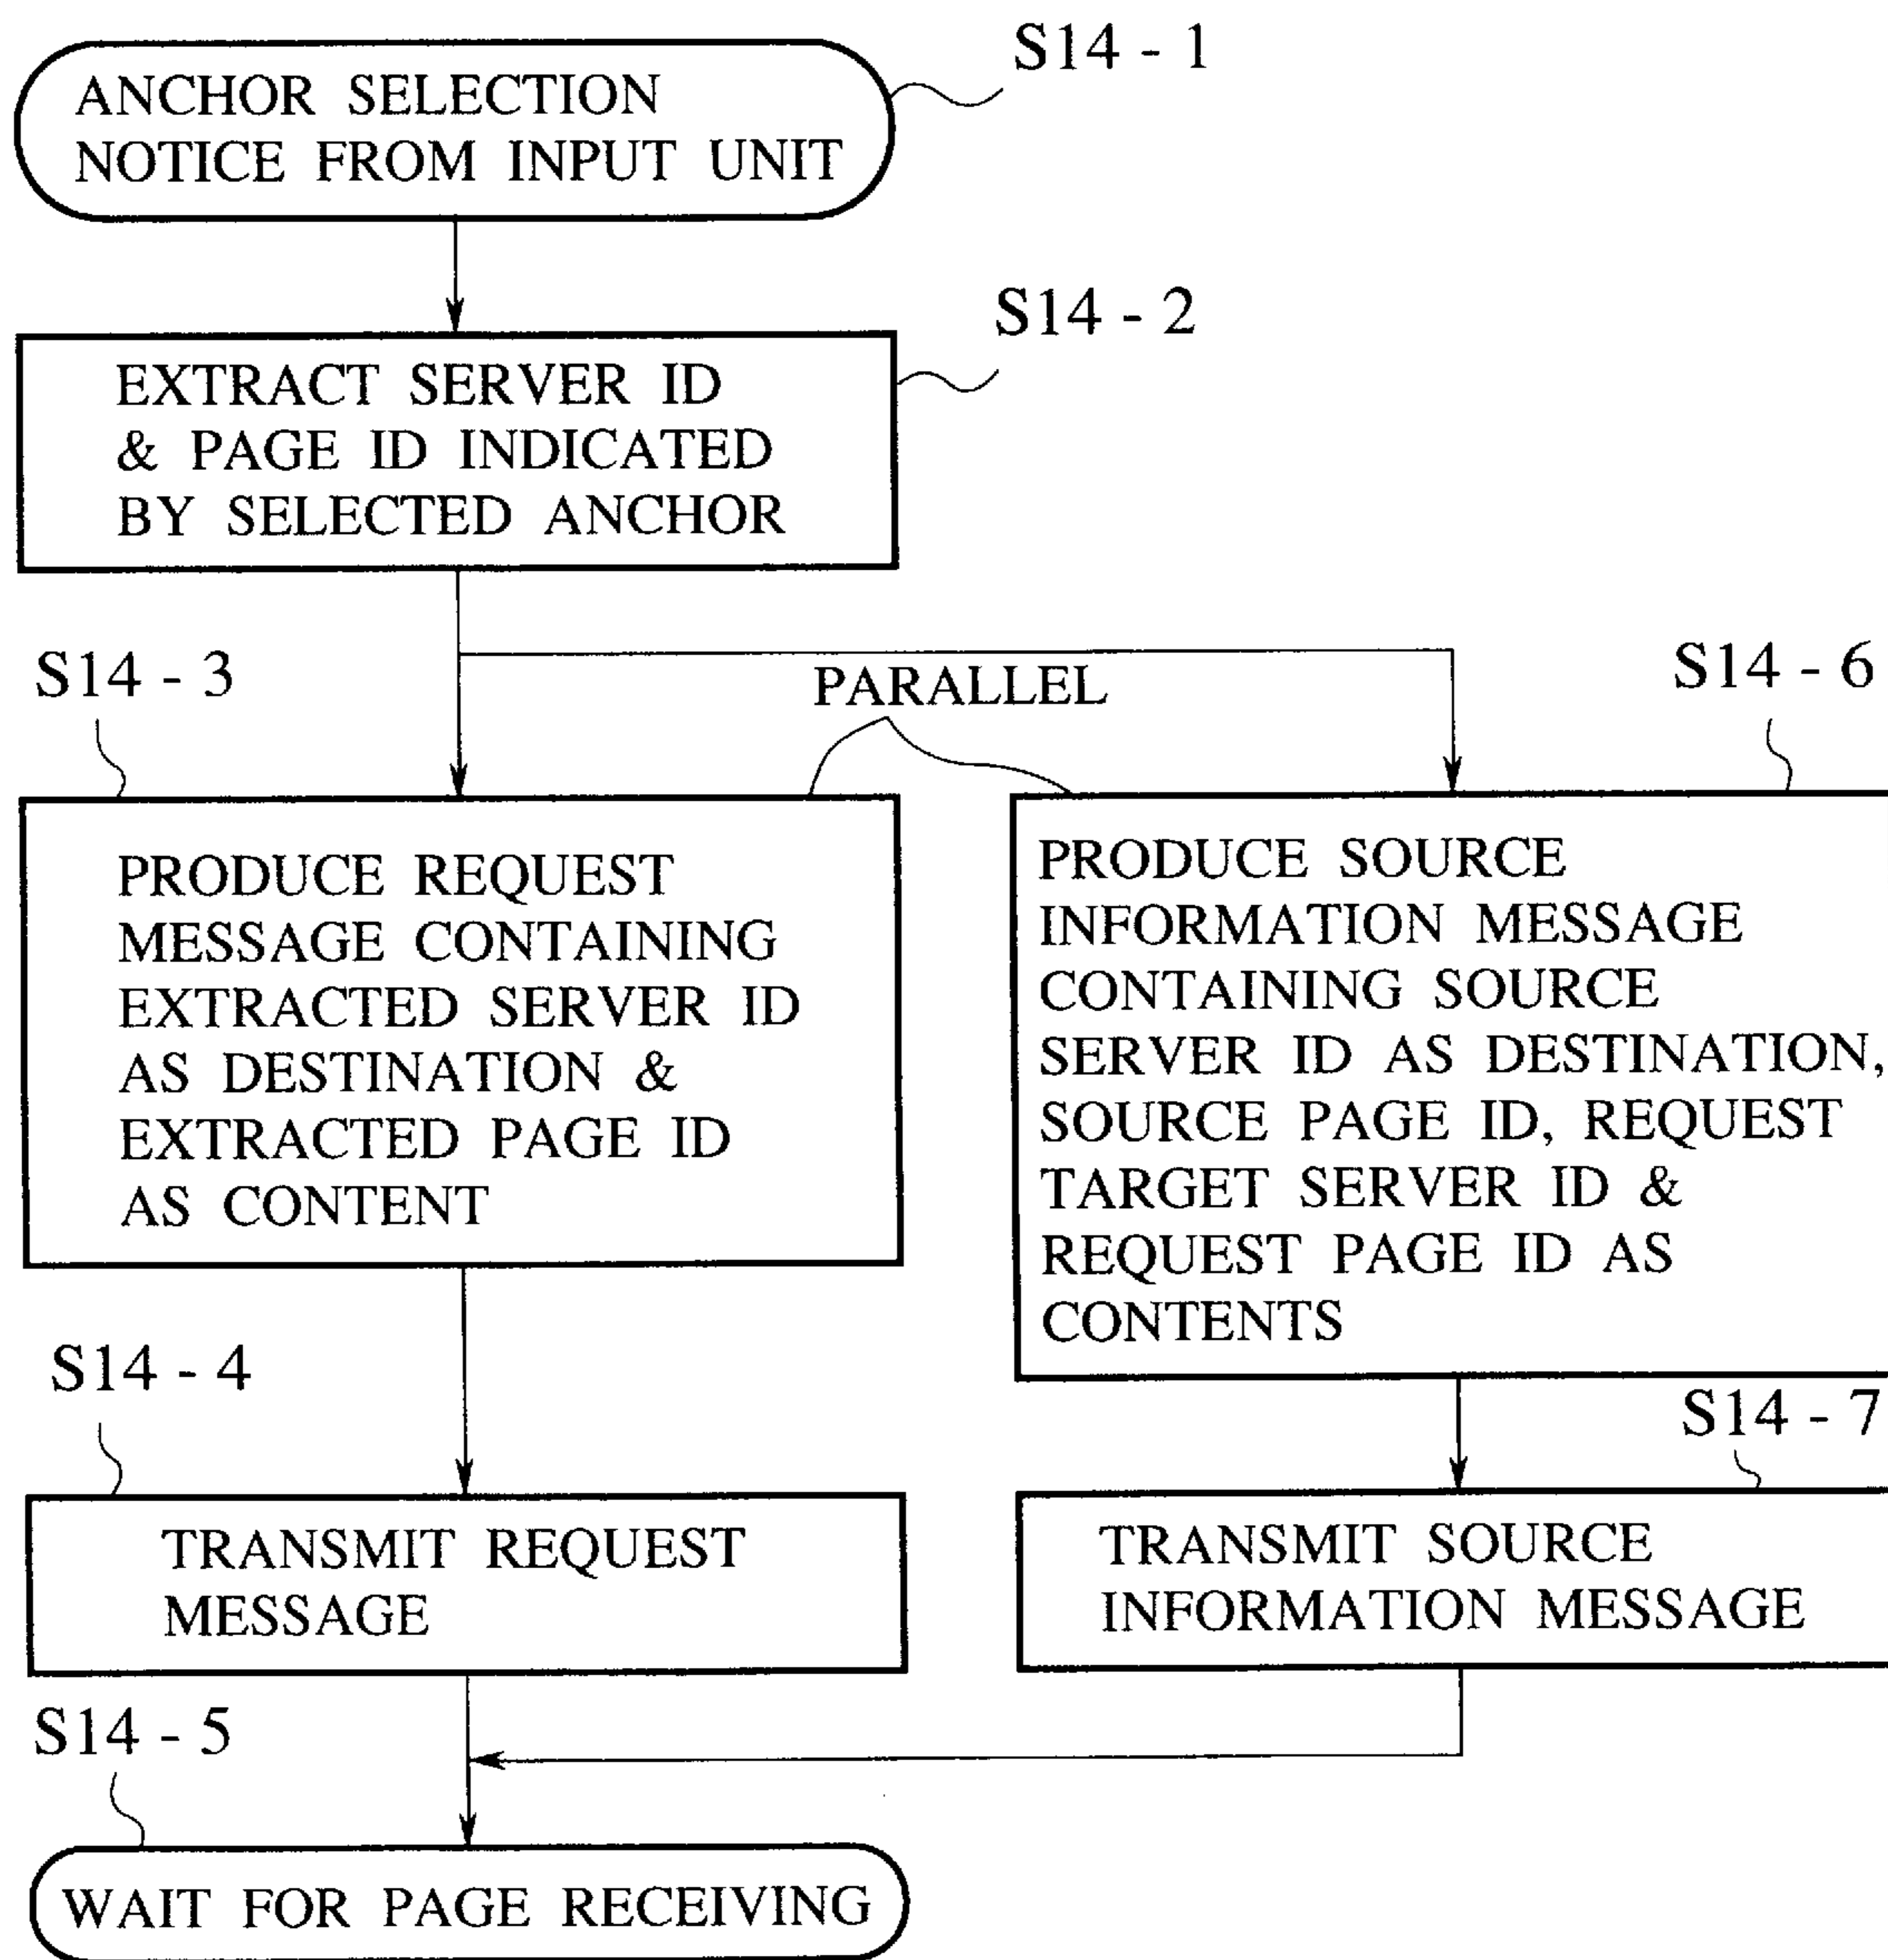 S14 - 1
ANCHOR SELECTION
NOTICE FROM INPUT UNIT
S14 - 2
EXTRACT SERVER ID
& PAGE ID INDICATED
BY SELECTED ANCHOR
S14 - 3
PARALLEL
S14 - 6
PRODUCE REQUEST
MESSAGE CONTAINING
EXTRACTED SERVER ID
AS DESTINATION &
EXTRACTED PAGE ID
AS CONTENT
PRODUCE SOURCE
INFORMATION MESSAGE
CONTAINING SOURCE
SERVER ID AS DESTINATION,
SOURCE PAGE ID, REQUEST
TARGET SERVER ID &
REQUEST PAGE ID AS
CONTENTS
S14 - 4
S14 - 7
TRANSMIT REQUEST
MESSAGE
TRANSMIT SOURCE
INFORMATION MESSAGE
S14 - 5
WAIT FOR PAGE RECEIVING